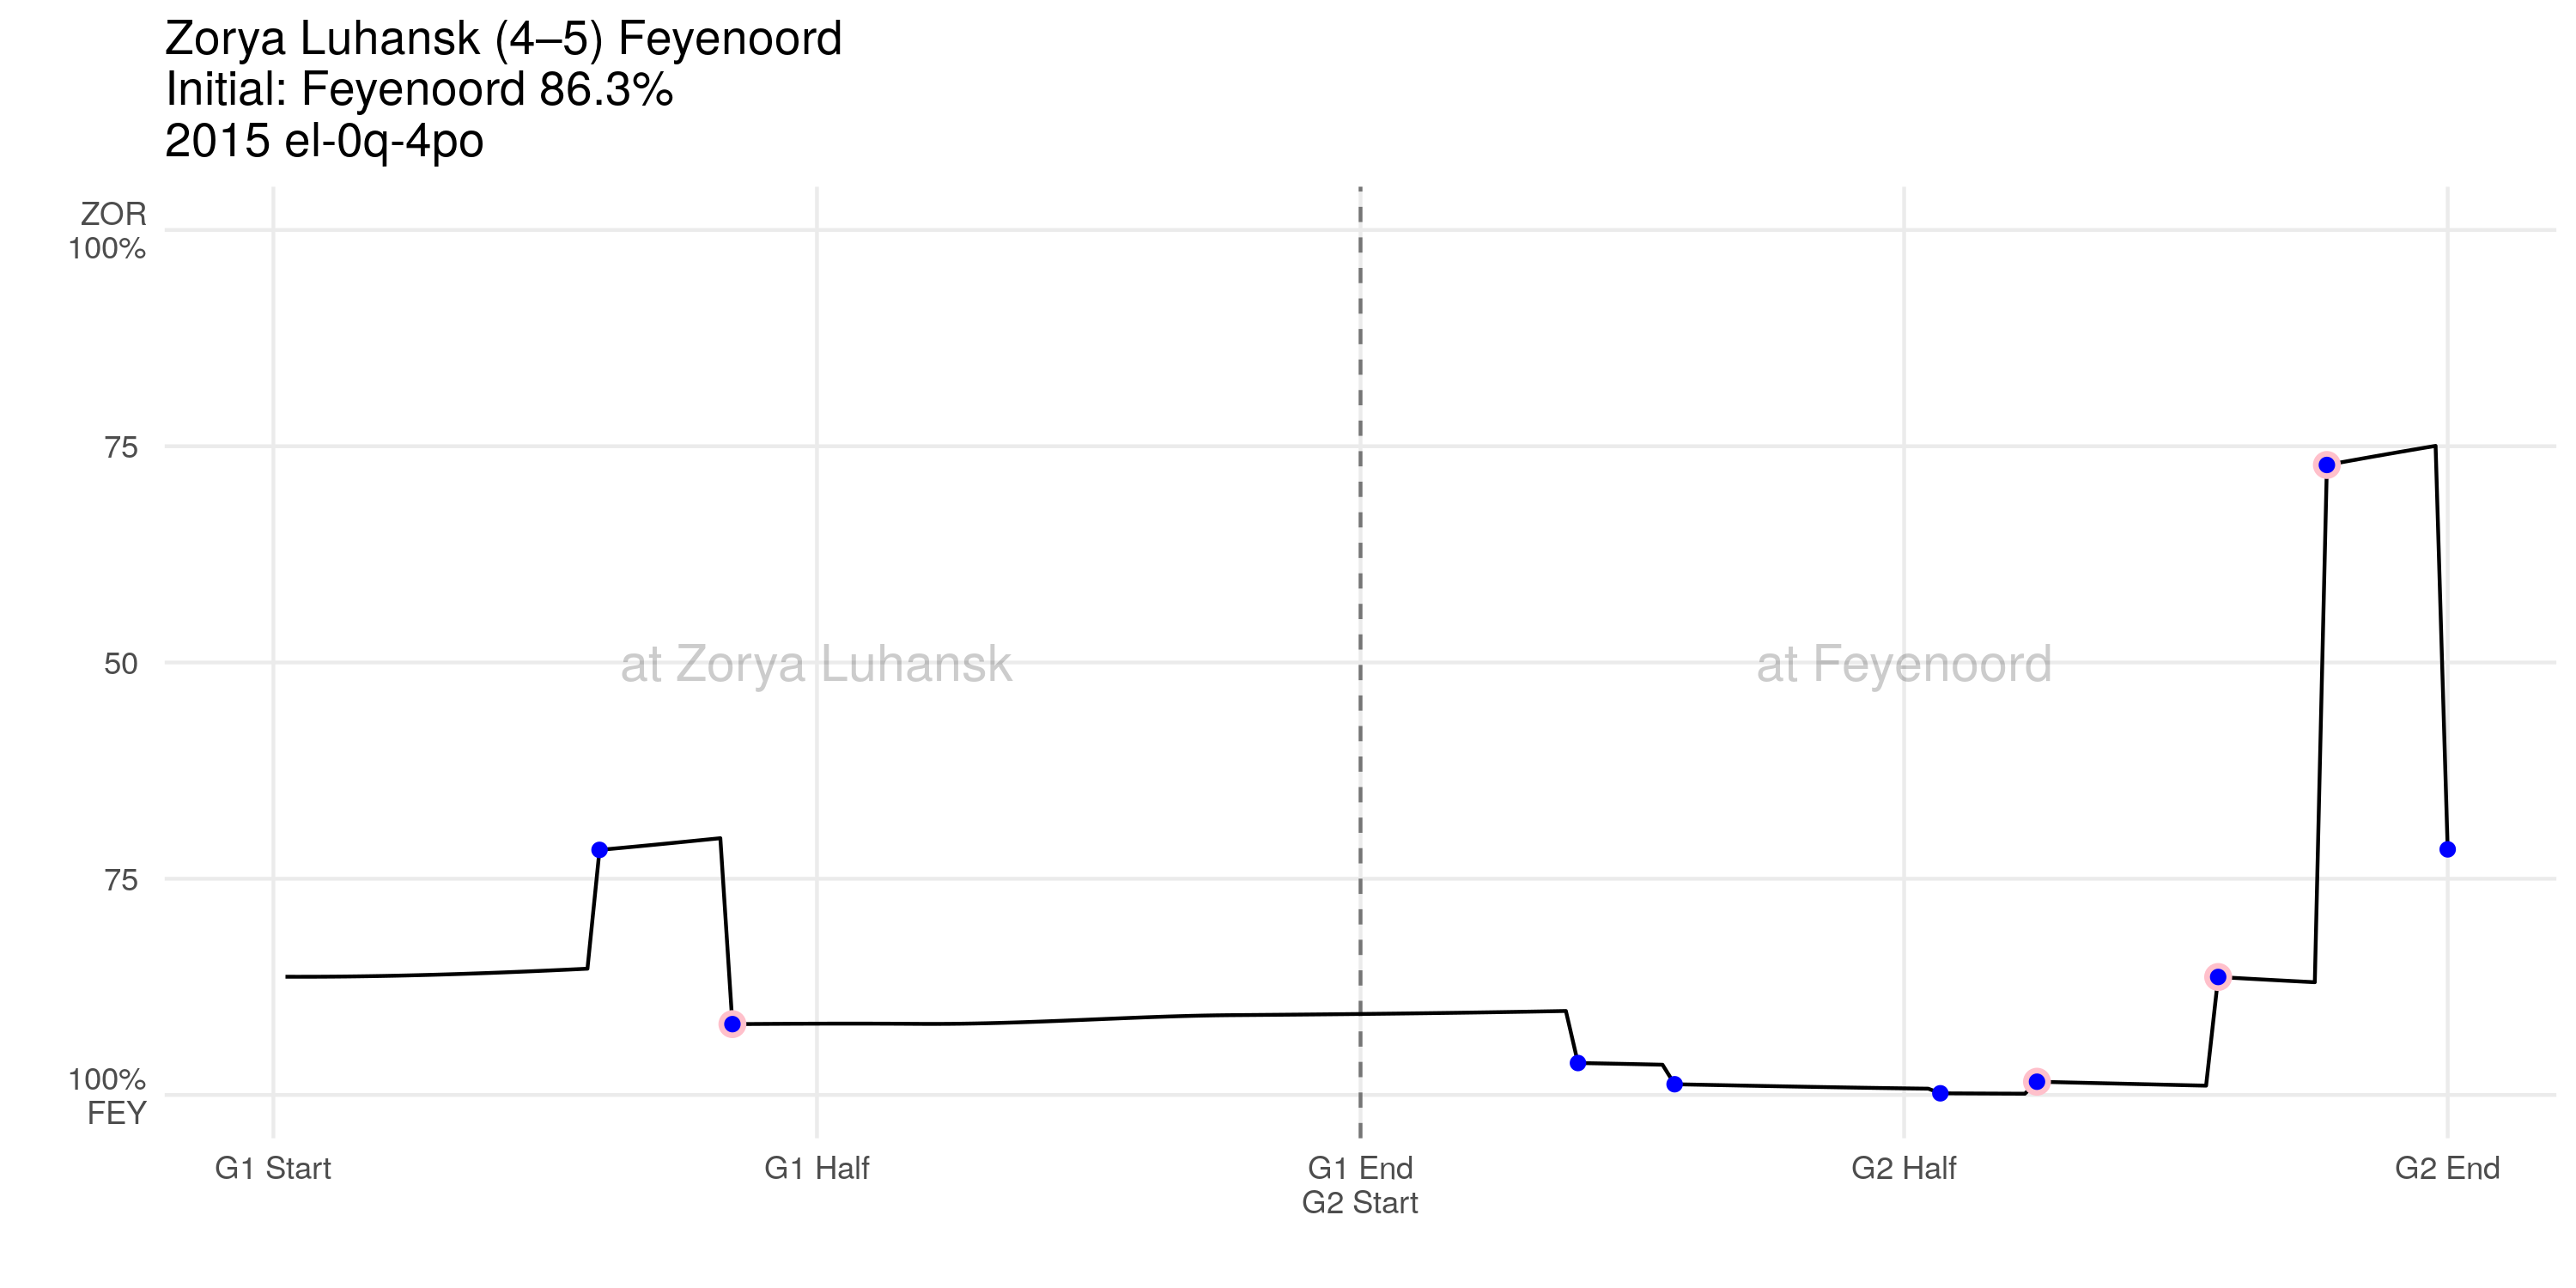 Zorya Luhansk (4–5) Feyenoord
Initial: Feyenoord 86.3%
2015 el-0q-4po
ZOR
100%
75
50
75
100%
FEY
at Zorya Luhansk
at Feyenoord
G1 Start
G1 Half
G1 End
G2 Start
G2 Half
G2 End